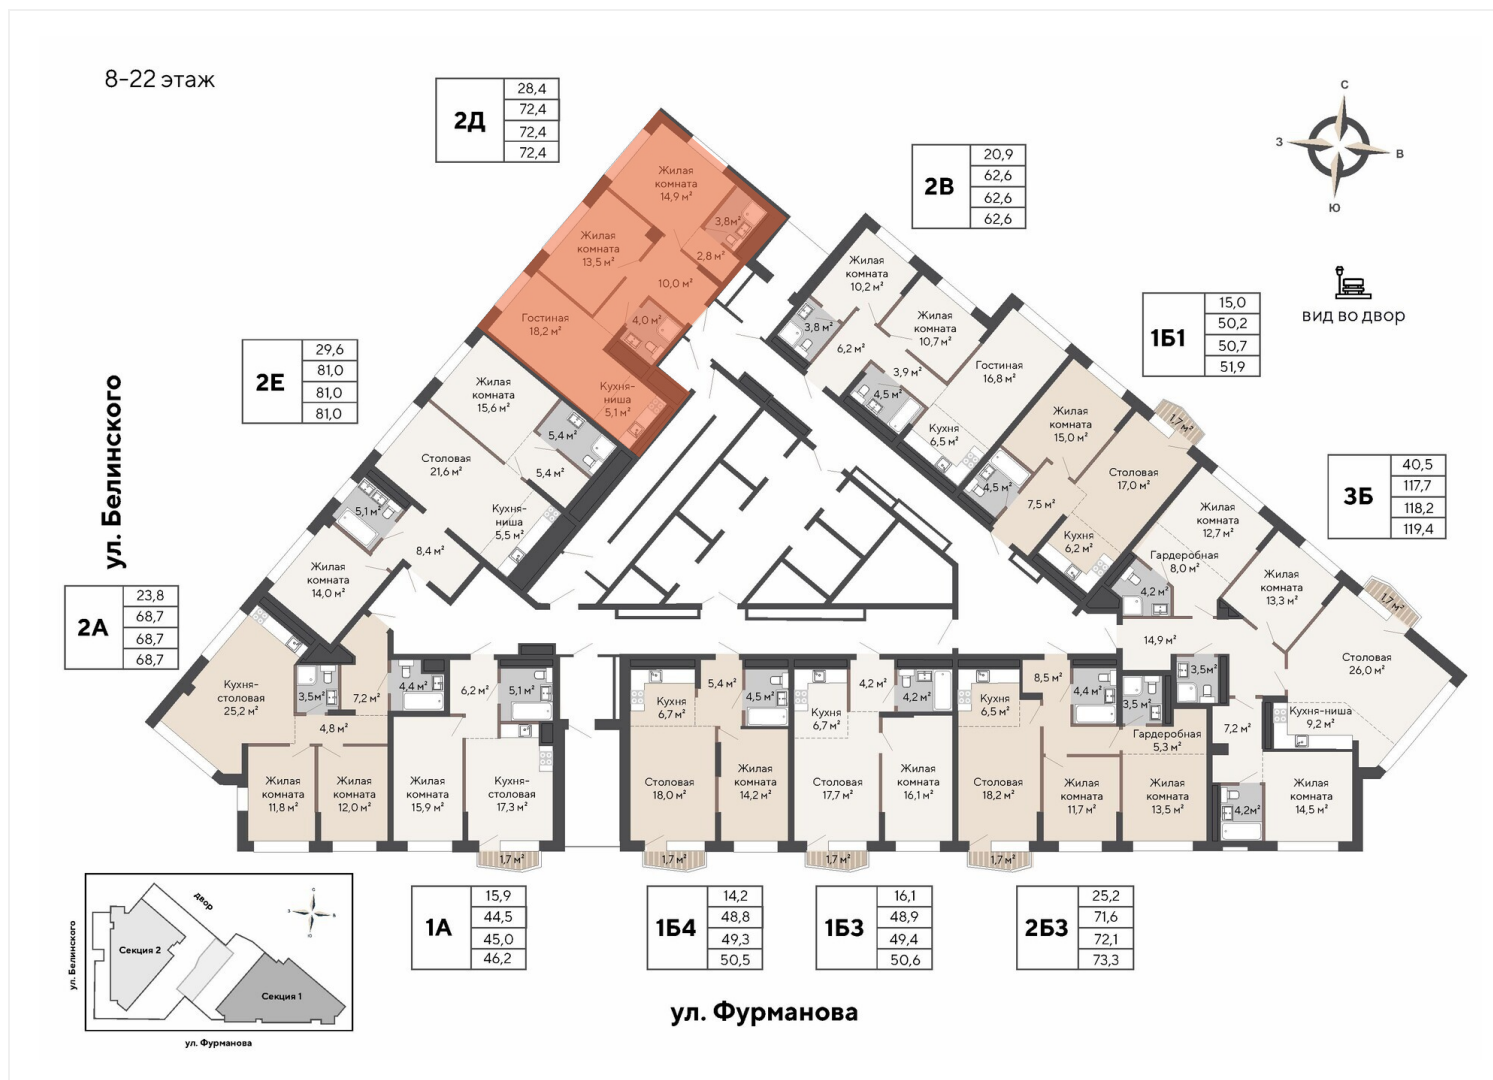 8-22 этаж
2Д
28,4
72,4
72,4
72,4
2В
20,9
62,6
62,6
62,6
С
З
В
Ю
вид во двор
2Е
29,6
81,0
81,0
81,0
1Б1
15,0
50,2
50,7
51,9
3Б
40,5
117,7
118,2
119,4
2А
23,8
68,7
68,7
68,7
ул. Белинского
Жилая
комната
14,9 м²
3,8м²
2,8 м²
Жилая
комната
13,5 м²
10,0 м²
4,0 м²
Гостиная
18,2 м²
Кухня-
ниша
5,1 м²
Жилая
комната
15,6 м²
5,4 м²
5,4 м²
Столовая
21,6 м²
Кухня-
ниша
5,5 м²
5,1 м²
8,4 м²
Жилая
комната
14,0 м²
Жилая
комната
10,2 м²
3,8 м²
6,2 м²
Жилая
комната
10,7 м²
3,9 м²
4,5 м²
Гостиная
16,8 м²
Кухня
6,5 м²
Жилая
комната
15,0 м²
1,7 м²
Столовая
17,0 м²
4,5 м²
7,5 м²
Кухня
6,2 м²
Жилая
комната
12,7 м²
Гардеробная
8,0 м²
4,2 м²
Жилая
комната
13,3 м²
1,7 м²
14,9 м²
Столовая
26,0 м²
3,5м²
3,5 м²
7,2 м²
Кухня-ниша
9,2 м²
Гардеробная
5,3 м²
4,2м²
Жилая
комната
14,5 м²
Кухня-
столовая
25,2 м²
3,5м²
7,2 м²
4,4 м²
4,8 м²
Жилая
комната
11,8 м²
Жилая
комната
12,0 м²
6,2 м²
5,1 м²
Жилая
комната
15,9 м²
Кухня-
столовая
17,3 м²
1,7 м²
Кухня
6,7 м²
5,4 м²
4,5 м²
Столовая
18,0 м²
Жилая
комната
14,2 м²
1,7 м²
Кухня
6,7 м²
4,2 м²
4,2 м²
Столовая
17,7 м²
Жилая
комната
16,1 м²
1,7 м²
Кухня
6,5 м²
8,5 м²
4,4 м²
Столовая
18,2 м²
Жилая
комната
11,7 м²
Жилая
комната
13,5 м²
1,7 м²
1А
15,9
44,5
45,0
46,2
1Б4
14,2
48,8
49,3
50,5
1Б3
16,1
48,9
49,4
50,6
2Б3
25,2
71,6
72,1
73,3
ул. Фурманова
двор
Секция 2
Секция 1
ул. Белинского
ул. Фурманова